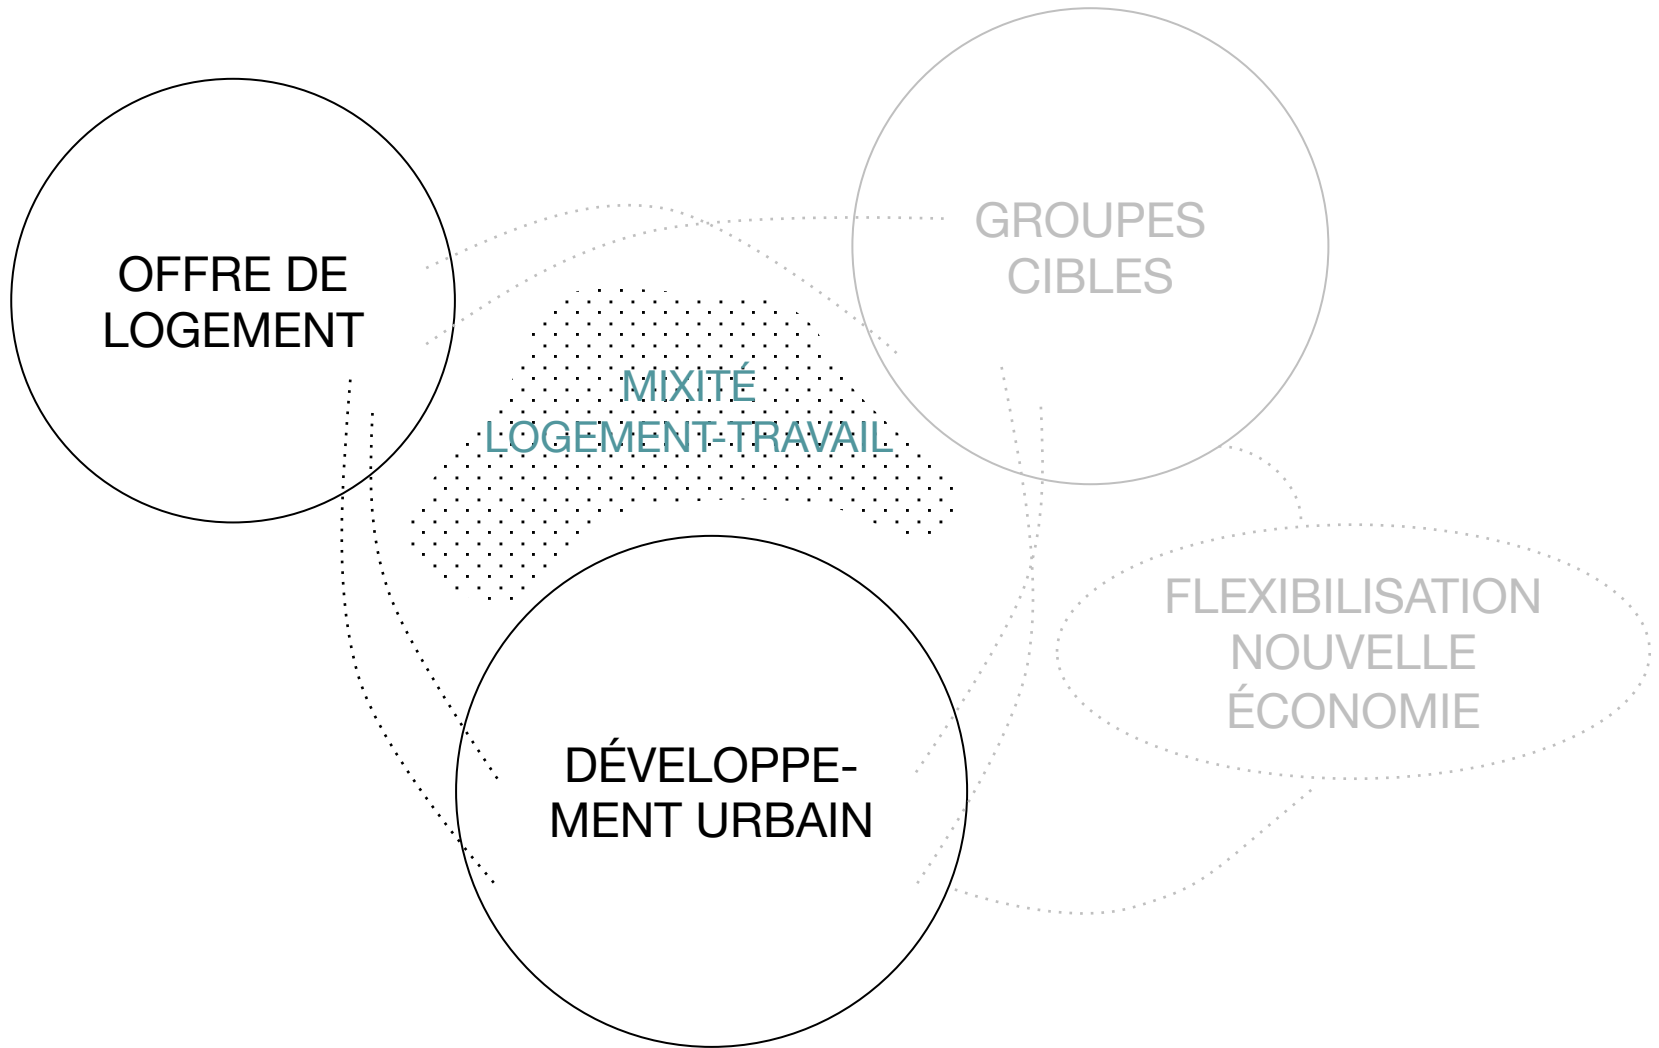 OFFRE DE
LOGEMENT
GROUPES
CIBLES
MIXITÉ
LOGEMENT-TRAVAIL
FLEXIBILISATION
NOUVELLE
ÉCONOMIE
DÉVELOPPE-
MENT URBAIN